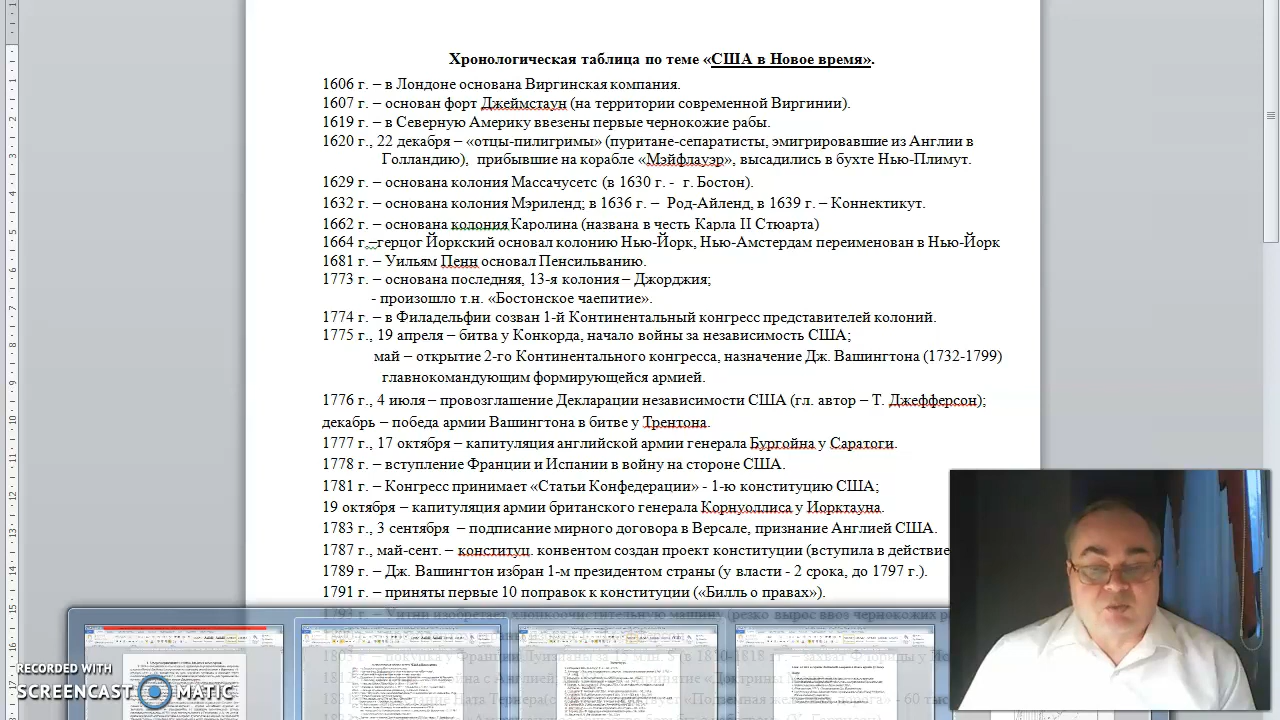 Хронологическая таблица по теме «США в Новое время».
1606 г. – в Лондоне основана Виргинская компания.
1607 г. – основан форт Джеймстаун (на территории современной Виргинии).
1619 г. – в Северную Америку ввезены первые чернокожие рабы.
1620 г., 22 декабря – «отцы-пилигримы» (пуритане-сепаратисты, эмигрировавшие из Англии в
Голландию), прибывшие на корабле «Мэйфлауэр», высадились в бухте Нью-Плимут.
1629 г. – основана колония Массачусетс (в 1630 г. - г. Бостон).
1632 г. – основана колония Мэриленд; в 1636 г. – Род-Айленд, в 1639 г. – Коннектикут.
1662 г. – основана колония Каролина (названа в честь Карла II Стюарта)
1664 г.–герцог Йоркский основал колонию Нью-Йорк, Нью-Амстердам переименован в Нью-Йорк
1681 г. – Уильям Пенн основал Пенсильванию.
1773 г. – основана последняя, 13-я колония – Джорджия;
- произошло т.н. «Бостонское чаепитие».
1774 г. – в Филадельфии созван 1-й Континентальный конгресс представителей колоний.
1775 г., 19 апреля – битва у Конкорда, начало войны за независимость США;
май – открытие 2-го Континентального конгресса, назначение Дж. Вашингтона (1732-1799)
главнокомандующим формирующейся армией.
1776 г., 4 июля – провозглашение Декларации независимости США (гл. автор – Т. Джефферсон);
декабрь – победа армии Вашингтона в битве у Трентона.
1777 г., 17 октября – капитуляция английской армии генерала Бургойна у Саратоги.
1778 г. – вступление Франции и Испании в войну на стороне США.
1781 г. – Конгресс принимает «Статьи Конфедерации» - 1-ю конституцию США;
19 октября – капитуляция армии британского генерала Корнуоллиса у Йорктауна.
1783 г., 3 сентября – подписание мирного договора в Версале, признание Англией США.
1787 г., май-сент. – конституц. конвентом создан проект конституции (вступила в действие
1789 г. – Дж. Вашингтон избран 1-м президентом страны (у власти - 2 срока, до 1797 г.).
1791 г. – приняты первые 10 поправок к конституции («Билль о правах»).
1793 г. – Уитни изобретает хлопкоочистительную машину (резко вырос ввоз чернокожих
RECORDED WITH
SCREENCAST MATIC